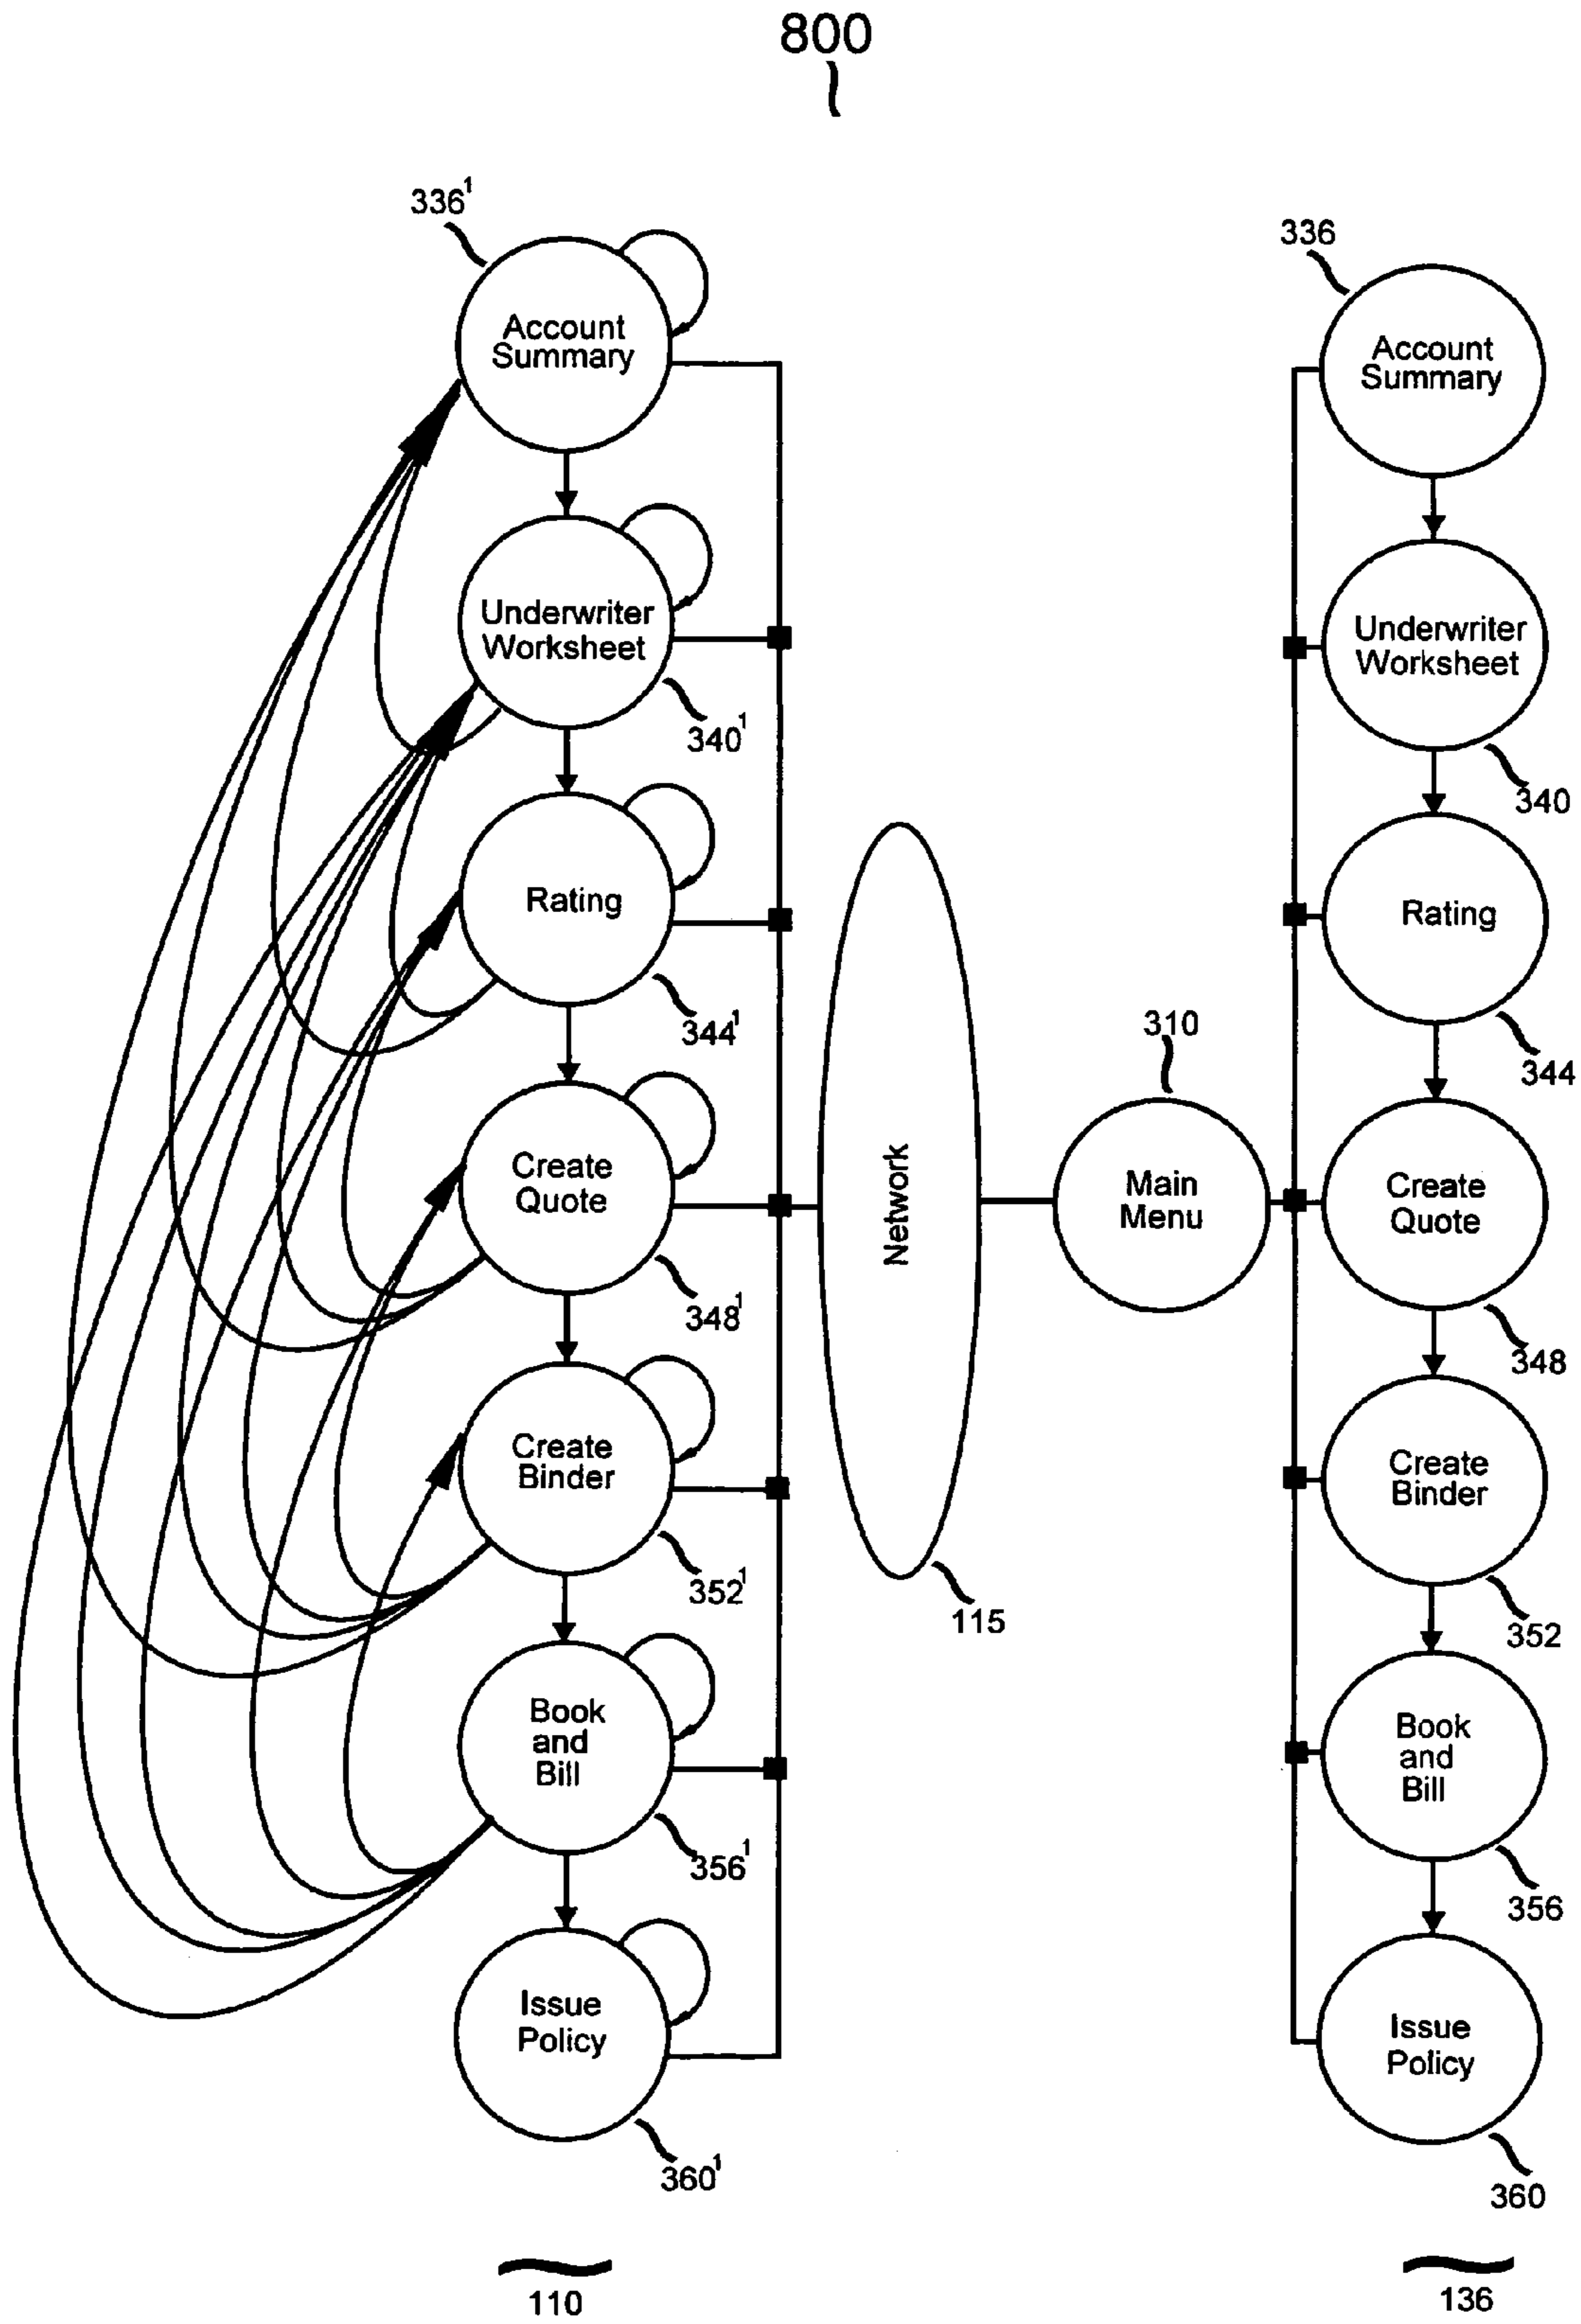 800
336¹
Account
Summary
Underwriter
Worksheet
340¹
Rating
344¹
Create
Quote
348¹
Create
Binder
352¹
Book
and
Bill
356¹
Issue
Policy
360¹
110
Network
115
310
Main
Menu
336
Account
Summary
Underwriter
Worksheet
340
Rating
344
Create
Quote
348
Create
Binder
352
Book
and
Bill
356
Issue
Policy
360
136